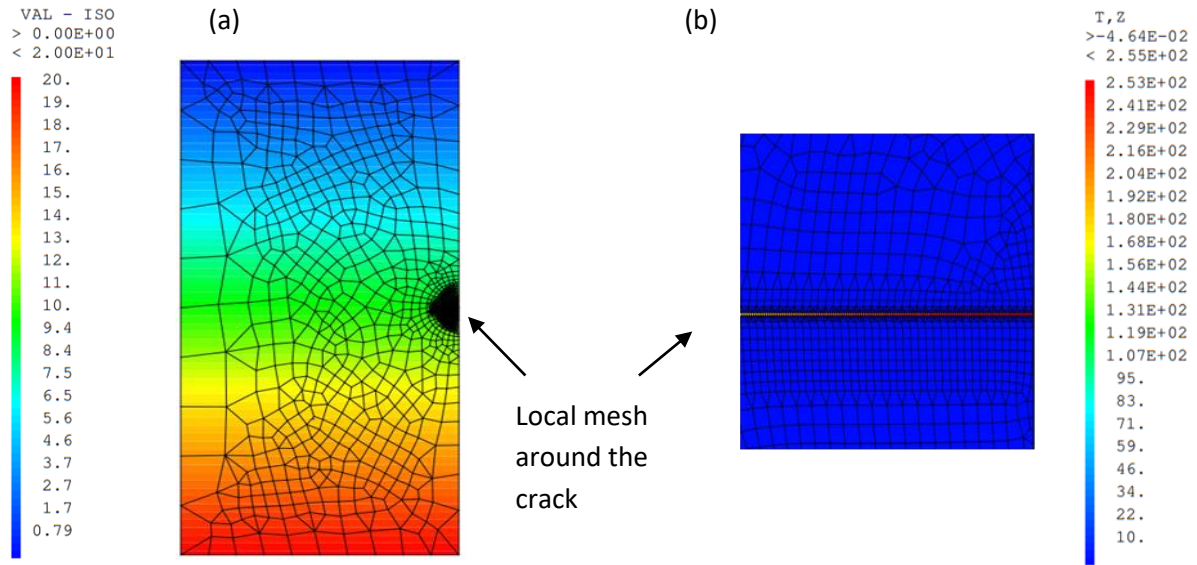 VAL - ISO
> 0.00E+00
< 2.00E+01
20.
19.
18.
17.
16.
15.
14.
13.
11.
10.
9.4
8.4
7.5
6.5
5.6
4.6
3.7
2.7
1.7
0.79
(a)
(b)
Local mesh
around the
crack
T,Z
>-4.64E-02
< 2.55E+02
2.53E+02
2.41E+02
2.29E+02
2.16E+02
2.04E+02
1.92E+02
1.80E+02
1.68E+02
1.56E+02
1.44E+02
1.31E+02
1.19E+02
1.07E+02
95.
83.
71.
59.
46.
34.
22.
10.